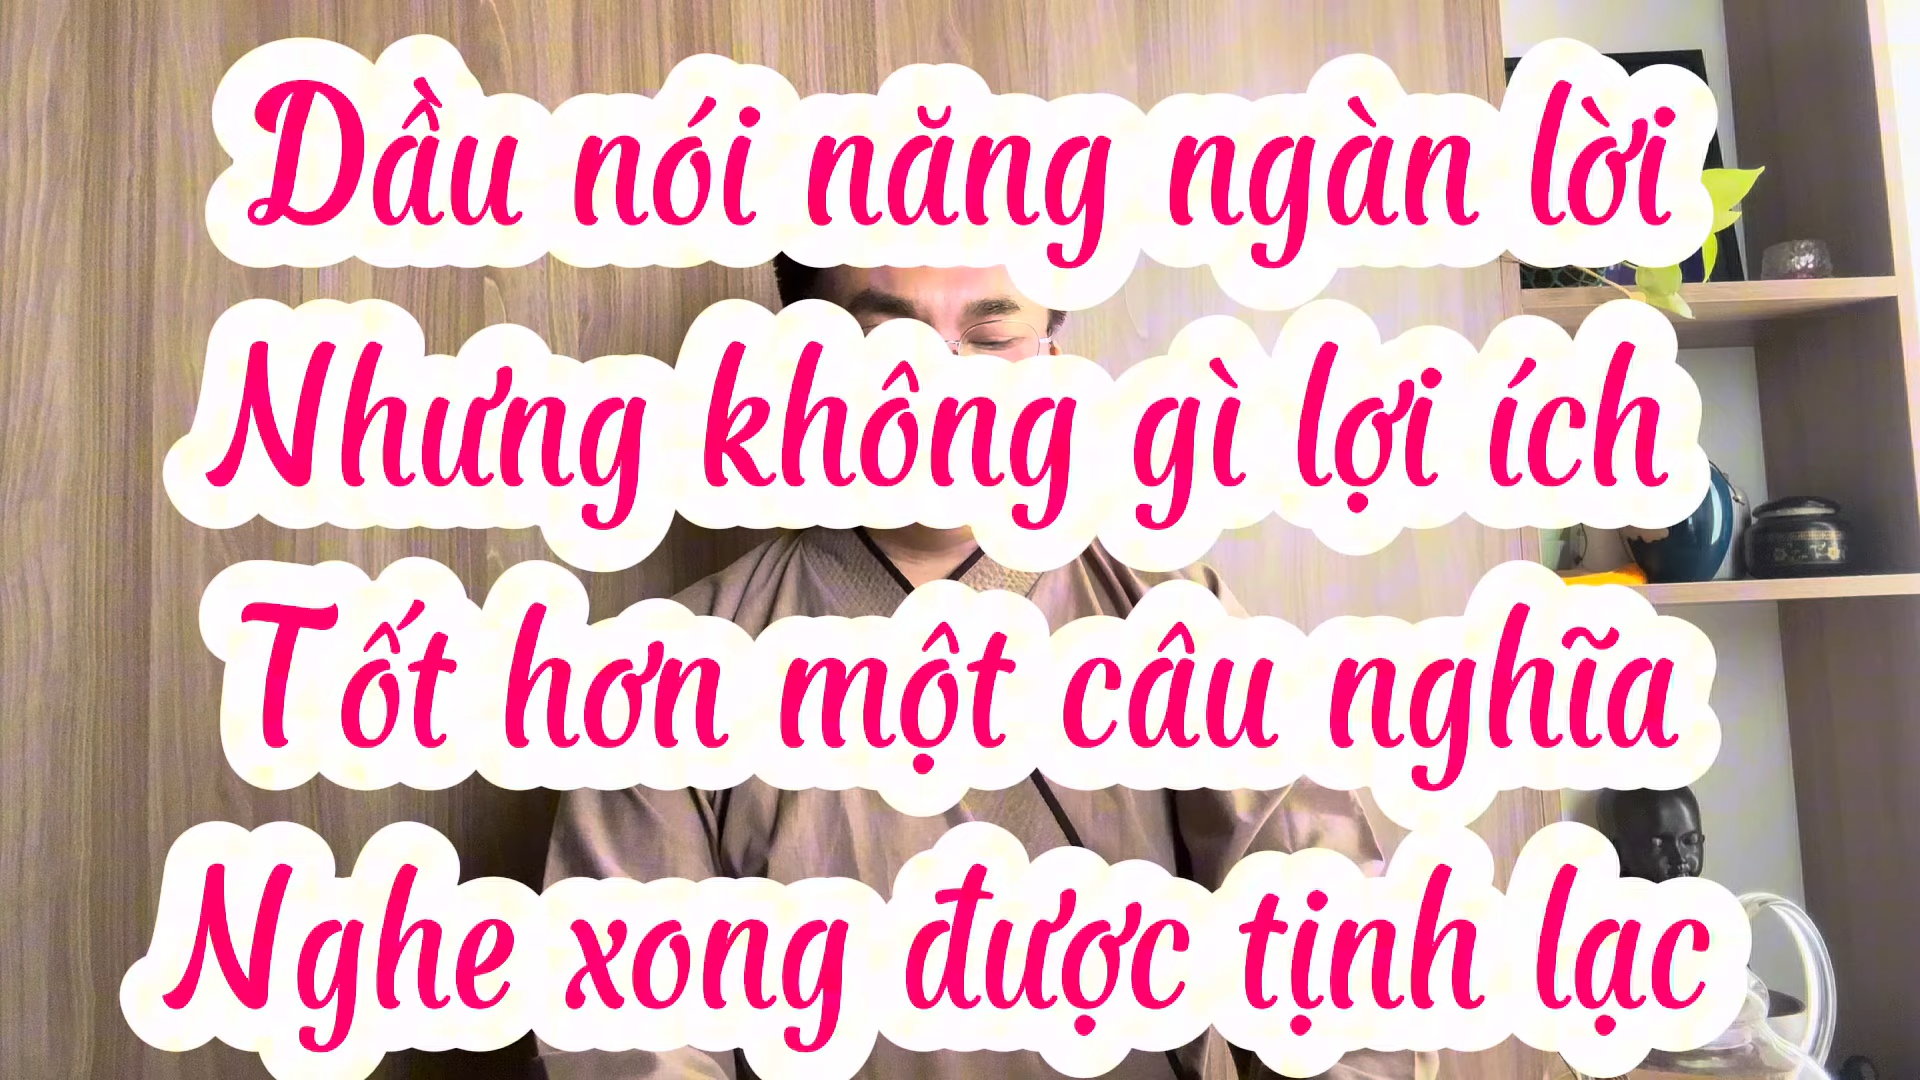 Dầu nói năng ngàn lời
Nhưng không gì lợi ích
Tốt hơn một câu nghĩa
Nghe xong được tịnh lạc